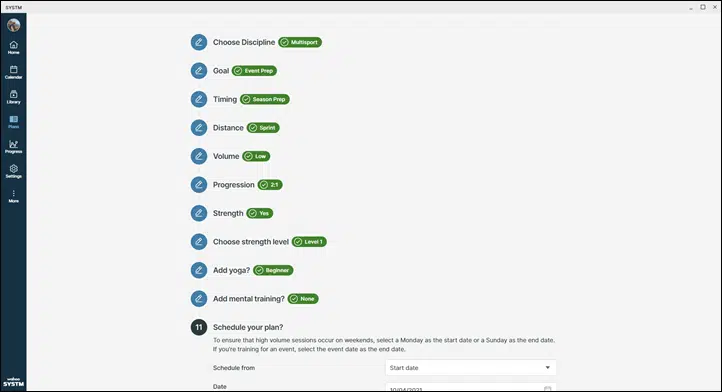 SYSTM
Home
Calendar
Library
Plans
Progress
Settings
More
wahoo
SYSTM
Choose Discipline Multisport
Goal Event Prep
Timing Season Prep
Distance Sprint
Volume Low
Progression 2:1
Strength Yes
Choose strength level Level 1
Add yoga? Beginner
Add mental training? None
11 Schedule your plan?
To ensure that high volume sessions occur on weekends, select a Monday as the start date or a Sunday as the end date.
If you're training for an event, select the event date as the end date.
Schedule from Start date
Date 10/04/2021